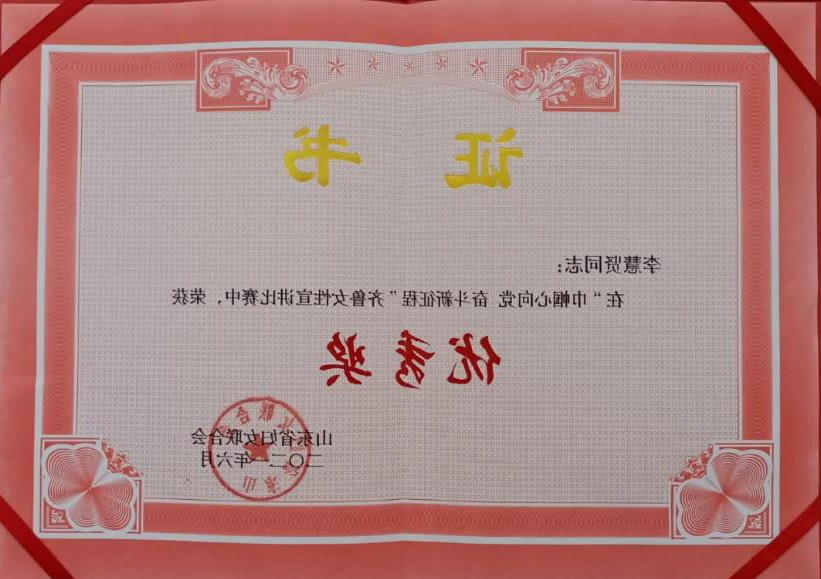 证书
李慧贤同志：
在“巾帼心向党 奋斗新征程”齐鲁女性宣讲比赛中，荣获
优秀奖
山东省妇女联合会
二〇二一年六月